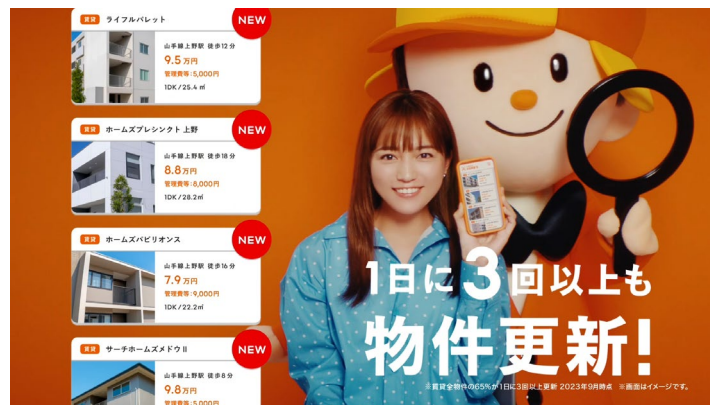 賃貸 ライフルパレット
NEW
山手線上野駅 徒歩12分
9.5万円
管理費等:5,000円
1DK/25.4㎡
賃貸 ホームズプレシンクト 上野
NEW
山手線上野駅 徒歩18分
8.8万円
管理費等:8,000円
1DK/28.2㎡
賃貸 ホームズパビリオンス
NEW
山手線上野駅 徒歩16分
7.9万円
管理費等:9,000円
1DK/22.2㎡
賃貸 サーチホームズメドウⅡ
NEW
山手線上野駅 徒歩8分
9.8万円
管理費等:5,000円
1日に3回以上も
物件更新!
※賃貸全物件の65%が1日に3回以上更新 2023年9月時点 ※画面はイメージです。